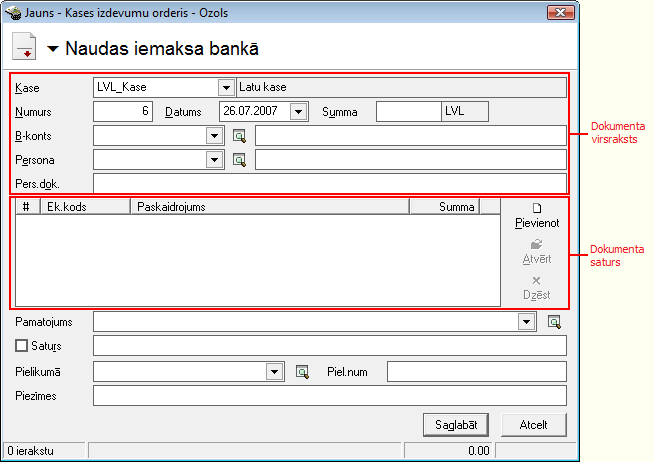 Jauns - Kases izdevumu orderis - Ozols
Naudas iemaksa bankā
Kase LVL_Kase Latu kase
Numurs 6 Datums 26.07.2007 Summa LVL
B-konts
Persona
Pers.dok.
Dokumenta
virsraksts
# Ek.kods Paskaidrojums Summa
Pievienot
Atvērt
Dzēst
Dokumenta
saturs
Pamatojums
Saturs
Pielikumā Piel.num
Piezīmes
Saglabāt Atcelt
0 ierakstu 0.00